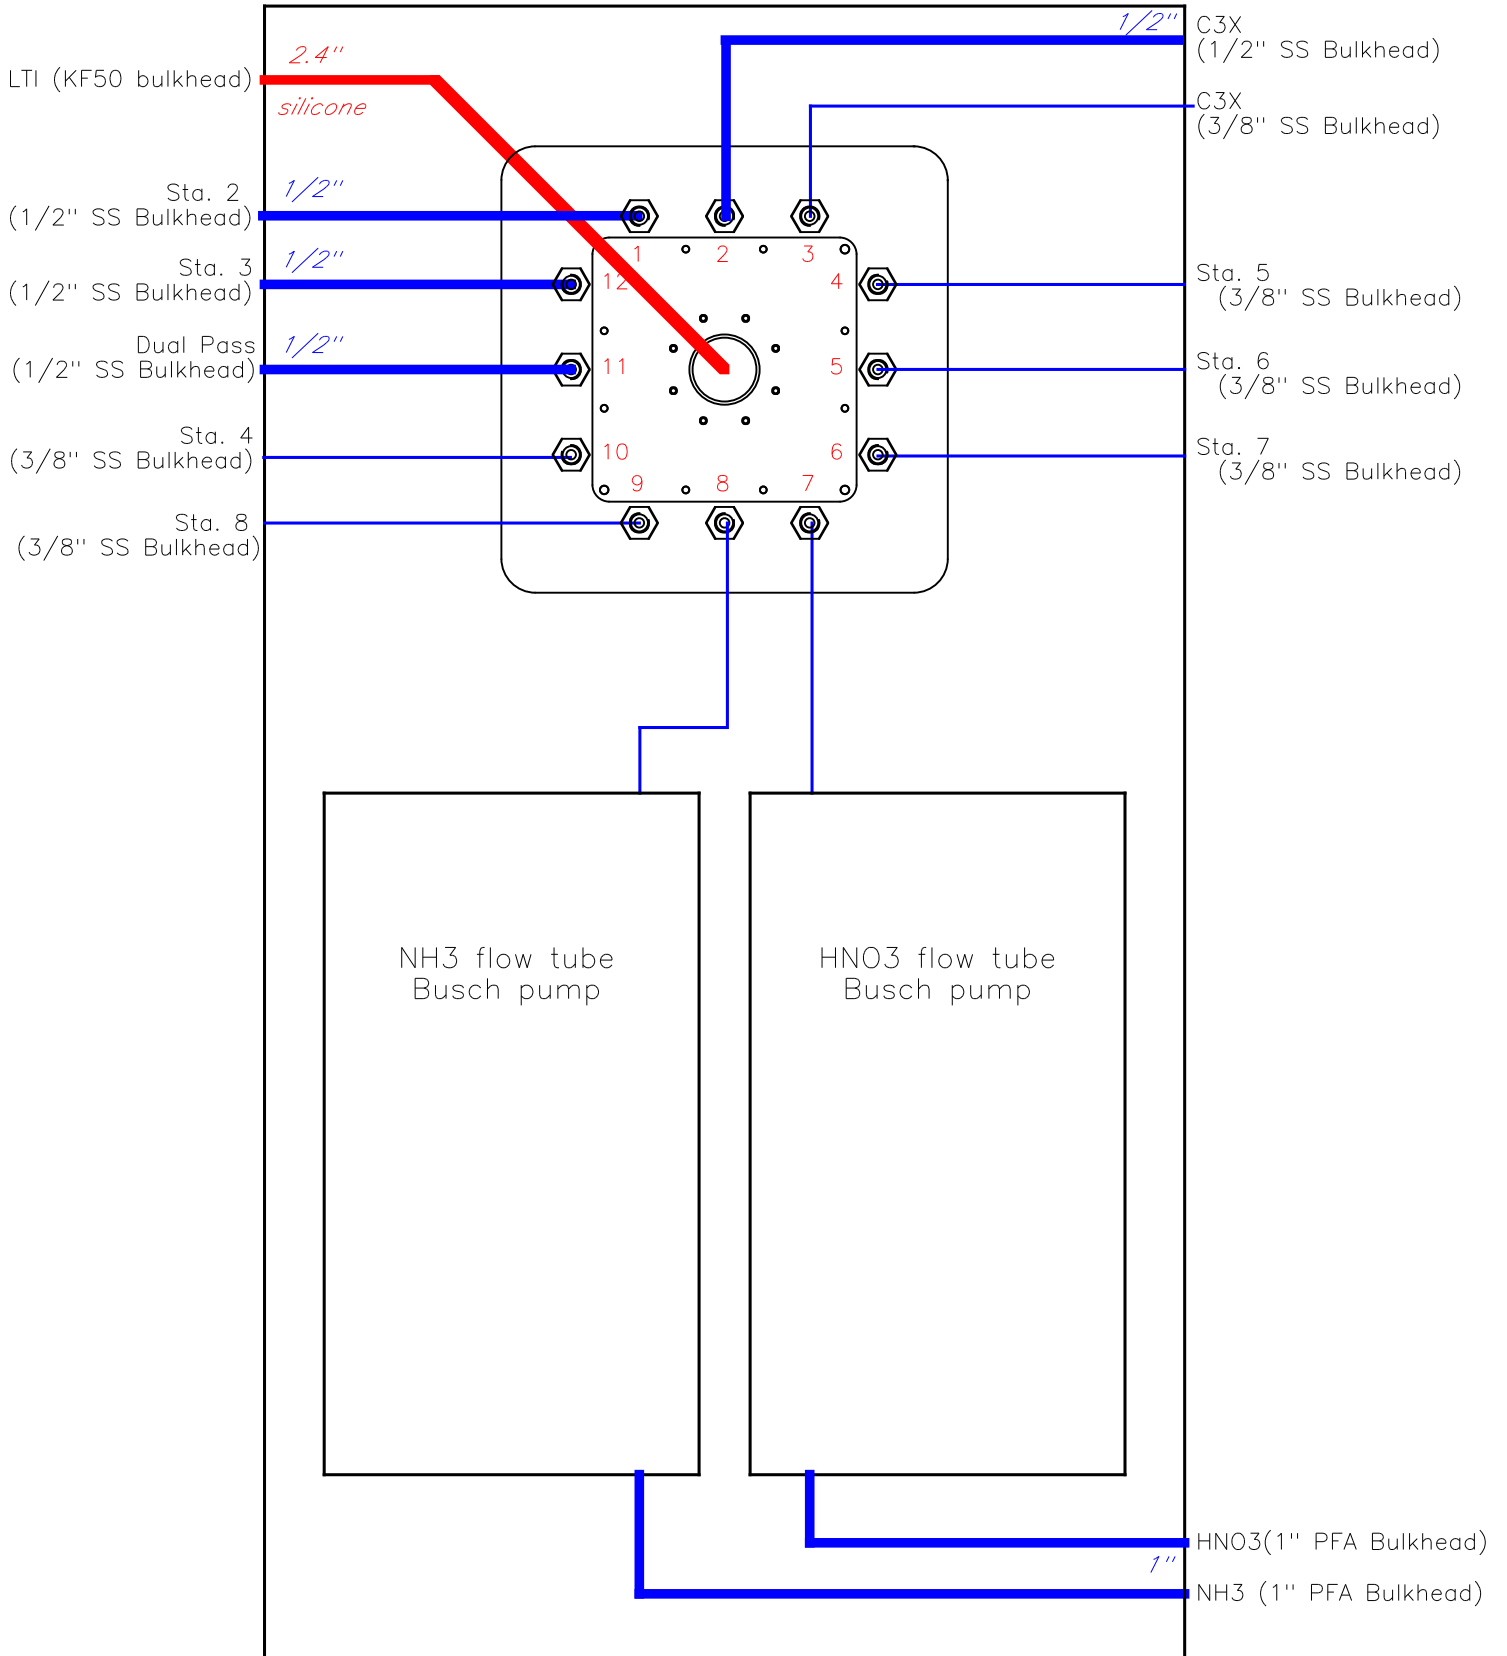 1/2"
C3X
(1/2" SS Bulkhead)
2.4"
LTI (KF50 bulkhead)
silicone
C3X
(3/8" SS Bulkhead)
Sta. 2
1/2"
(1/2" SS Bulkhead)
1
2
3
Sta. 3
1/2"
(1/2" SS Bulkhead)
12
4
Sta. 5
(3/8" SS Bulkhead)
Dual Pass
1/2"
(1/2" SS Bulkhead)
11
5
Sta. 6
(3/8" SS Bulkhead)
Sta. 4
(3/8" SS Bulkhead)
10
6
Sta. 7
(3/8" SS Bulkhead)
9
8
7
Sta. 8
(3/8" SS Bulkhead)
NH3 flow tube
Busch pump
HNO3 flow tube
Busch pump
HNO3(1" PFA Bulkhead)
1"
NH3 (1" PFA Bulkhead)